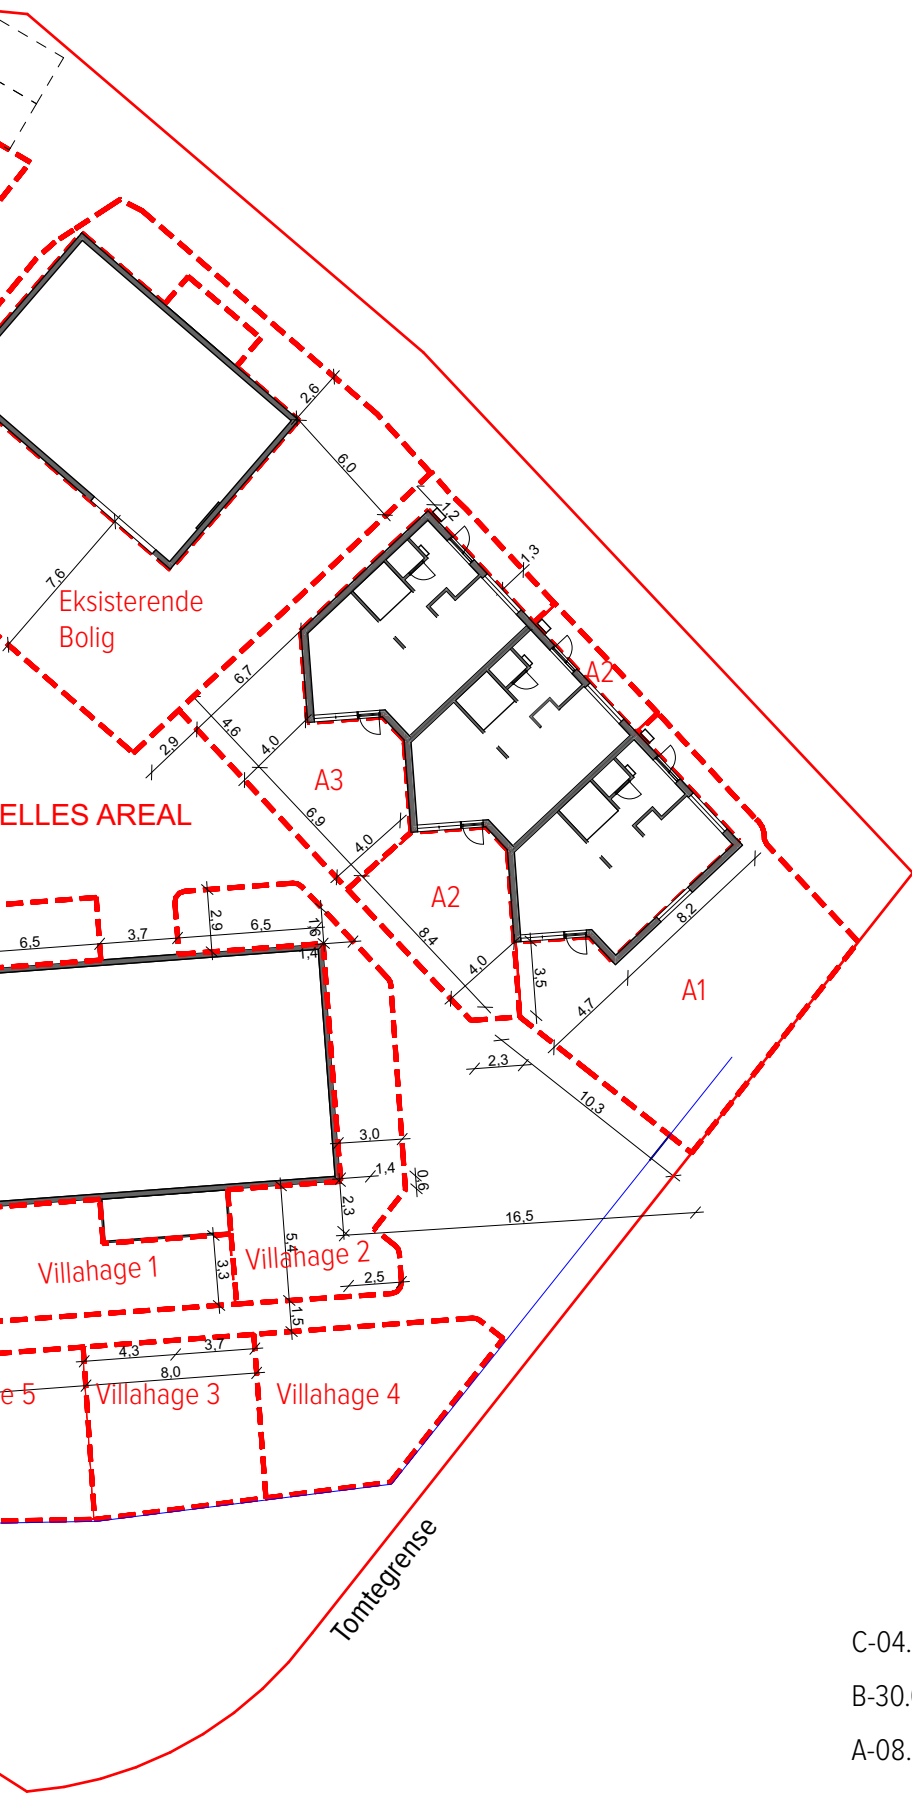 2,6
6,0
1,2
1,3
7,6
Eksisterende
Bolig
A2
6,7
4,6
4,0
2,9
A3
ELLES AREAL
6,9
4,0
A2
8,2
2,9
6,5
3,7
6,5
1,6
1,4
8,4
4,0
3,5
4,7
A1
2,3
10,3
3,0
1,4
0,6
2,3
16,5
5,4
Villahage 1
Villahage 2
3,3
2,5
1,5
4,3
3,7
8,0
e 5
Villahage 3
Villahage 4
Tomtegrense
C-04.
B-30.
A-08.